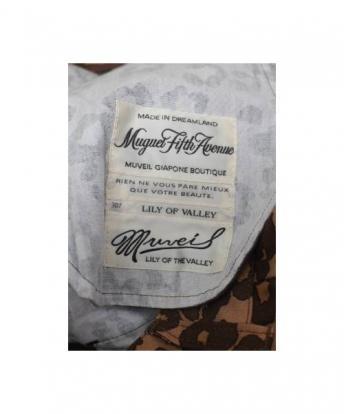 MADE IN DREAMLAND
Muguet Fifth Avenue
MUVEIL GIAPONE BOUTIQUE
RIEN NE VOUS PARE MIEUX
QUE VOTRE BEAUTE.
LILY OF VALLEY
Muveil
LILY OF THE VALLEY